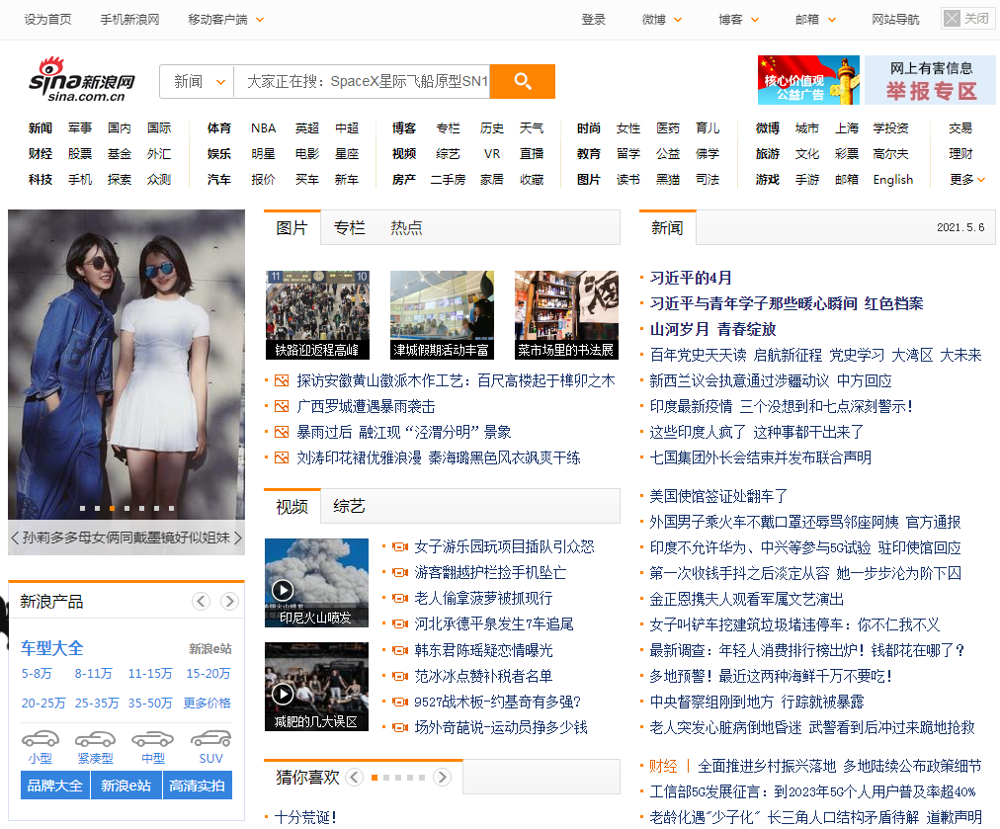 设为首页 手机新浪网 移动客户端 登录 微博 博客 邮箱 网站导航 关闭
sina新浪网
sina.com.cn
新闻 大家正在搜：SpaceX星际飞船原型SN1
核心价值观
公益广告
网上有害信息
举报专区
新闻 军事 国内 国际 体育 NBA 英超 中超 博客 专栏 历史 天气 时尚 女性 医药 育儿 微博 城市 上海 学投资 交易
财经 股票 基金 外汇 娱乐 明星 电影 星座 视频 综艺 VR 直播 教育 留学 公益 佛学 旅游 文化 彩票 高尔夫 理财
科技 手机 探索 众测 汽车 报价 买车 新车 房产 二手房 家居 收藏 图片 读书 黑猫 司法 游戏 手游 邮箱 English 更多
孙莉多多母女俩同戴墨镜好似姐妹
新浪产品
车型大全 新浪e站
5-8万 8-11万 11-15万 15-20万
20-25万 25-35万 35-50万 更多价格
小型 紧凑型 中型 SUV
品牌大全 新浪e站 高清实拍
图片 专栏 热点
11 10
铁路迎返程高峰 津城假期活动丰富 菜市场里的书法展
酒
探访安徽黄山徽派木作工艺：百尺高楼起于榫卯之木
广西罗城遭遇暴雨袭击
暴雨过后 融江现“泾渭分明”景象
刘涛印花裙优雅浪漫 秦海璐黑色风衣飒爽干练
视频 综艺
印尼火山喷发
减肥的几大误区
女子游乐园玩项目插队引众怒
游客翻越护栏捡手机坠亡
老人偷拿菠萝被抓现行
河北承德平泉发生7车追尾
韩东君陈瑶疑恋情曝光
范冰冰点赞补税者名单
9527战术板-约基奇有多强?
场外奇葩说-运动员挣多少钱
猜你喜欢
十分荒诞!
新闻 2021.5.6
习近平的4月
习近平与青年学子那些暖心瞬间 红色档案
山河岁月 青春绽放
百年党史天天读 启航新征程 党史学习 大湾区 大未来
新西兰议会执意通过涉疆动议 中方回应
印度最新疫情 三个没想到和七点深刻警示!
这些印度人疯了 这种事都干出来了
七国集团外长会结束并发布联合声明
美国使馆签证处翻车了
外国男子乘火车不戴口罩还辱骂邻座阿姨 官方通报
印度不允许华为、中兴等参与5G试验 驻印使馆回应
第一次收钱手抖之后淡定从容 她一步步沦为阶下囚
金正恩携夫人观看军属文艺演出
女子叫铲车挖建筑垃圾堵违停车：你不仁我不义
最新调查：年轻人消费排行榜出炉！钱都花在哪了？
多地预警！最近这两种海鲜千万不要吃!
中央督察组刚到地方 行踪就被暴露
老人突发心脏病倒地昏迷 武警看到后冲过来跪地抢救
财经 | 全面推进乡村振兴落地 多地陆续公布政策细节
工信部5G发展征言：到2023年5G个人用户普及率超40%
老龄化遇"少子化" 长三角人口结构矛盾待解 道歉声明